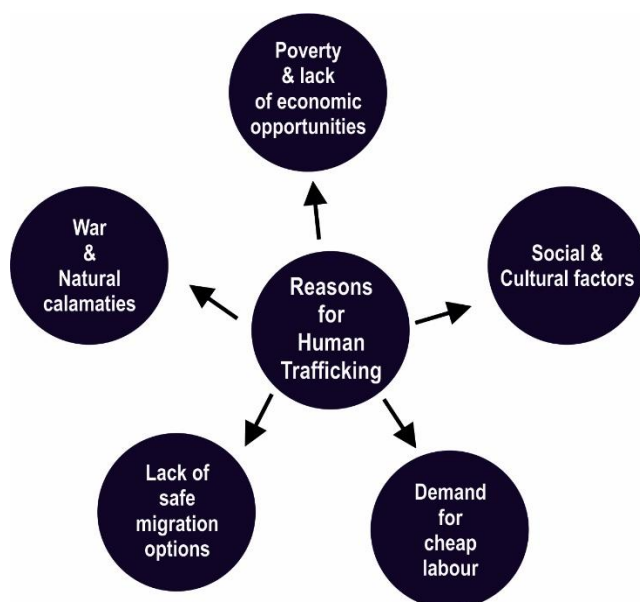 Poverty
& lack
of economic
opportunities
War
&
Natural
calamaties
Social &
Cultural factors
Reasons
for
Human
Trafficking
Lack of
safe
migration
options
Demand
for
cheap
labour